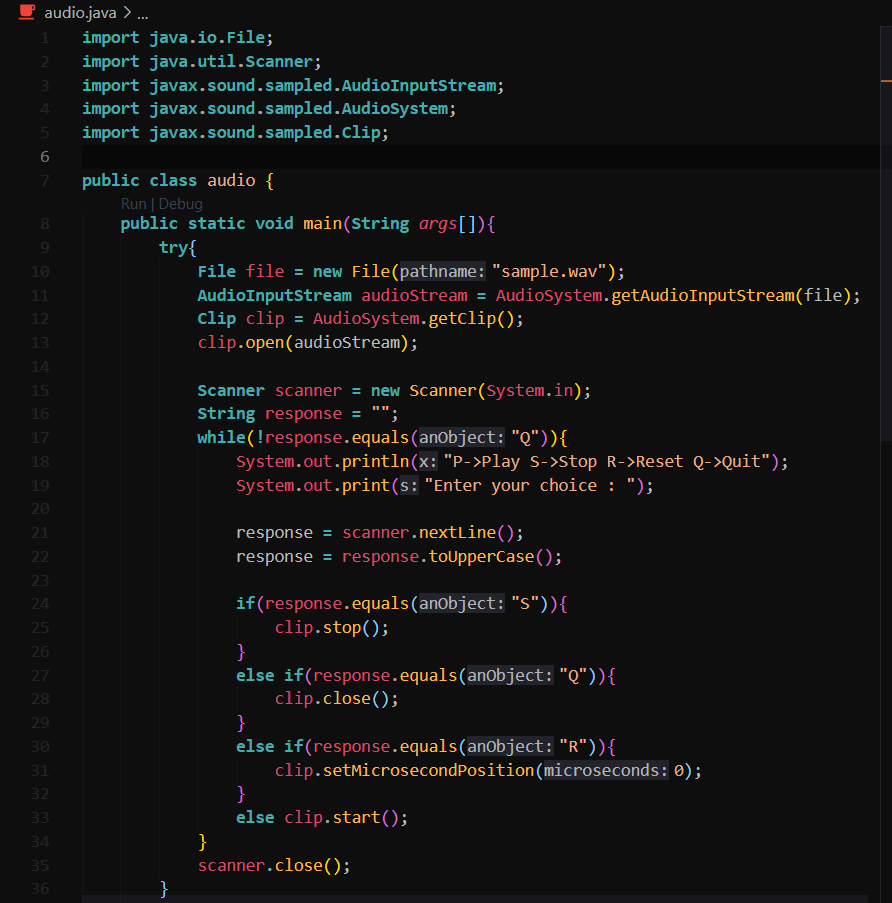 audio.java > ...
1 import java.io.File;
2 import java.util.Scanner;
3 import javax.sound.sampled.AudioInputStream;
4 import javax.sound.sampled.AudioSystem;
5 import javax.sound.sampled.Clip;
6
7 public class audio {
Run | Debug
8 public static void main(String args[]){
9 try{
10 File file = new File(pathname: "sample.wav");
11 AudioInputStream audioStream = AudioSystem.getAudioInputStream(file);
12 Clip clip = AudioSystem.getClip();
13 clip.open(audioStream);
14
15 Scanner scanner = new Scanner(System.in);
16 String response = "";
17 while(!response.equals(anObject: "Q")){
18 System.out.println(x: "P->Play S->Stop R->Reset Q->Quit");
19 System.out.print(s: "Enter your choice : ");
20
21 response = scanner.nextLine();
22 response = response.toUpperCase();
23
24 if(response.equals(anObject: "S")){
25 clip.stop();
26 }
27 else if(response.equals(anObject: "Q")){
28 clip.close();
29 }
30 else if(response.equals(anObject: "R")){
31 clip.setMicrosecondPosition(microseconds: 0);
32 }
33 else clip.start();
34 }
35 scanner.close();
36 }